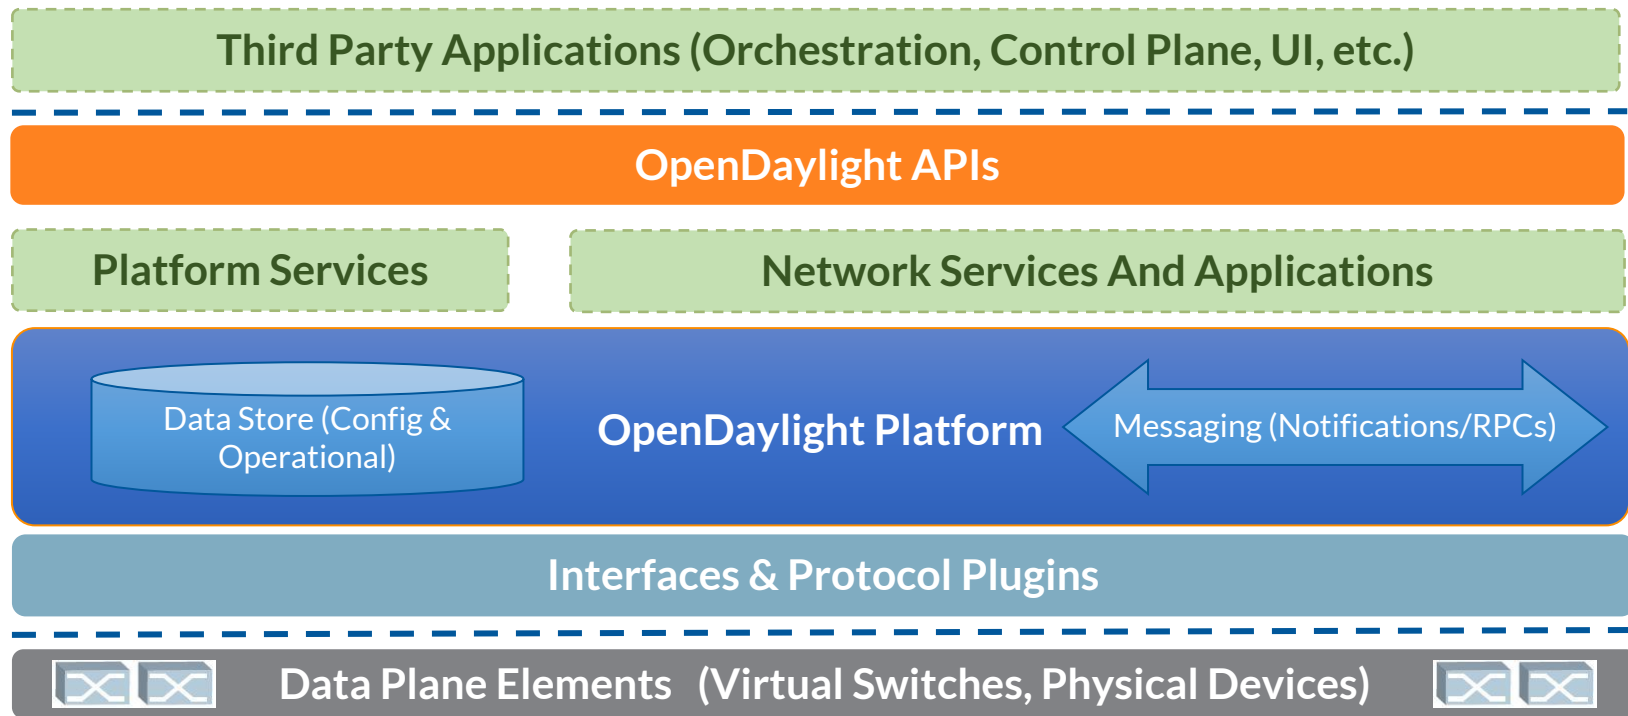 Third Party Applications (Orchestration, Control Plane, UI, etc.)
OpenDaylight APIs
Platform Services
Network Services And Applications
Data Store (Config &
Operational)
OpenDaylight Platform
Messaging (Notifications/RPCs)
Interfaces & Protocol Plugins
Data Plane Elements (Virtual Switches, Physical Devices)